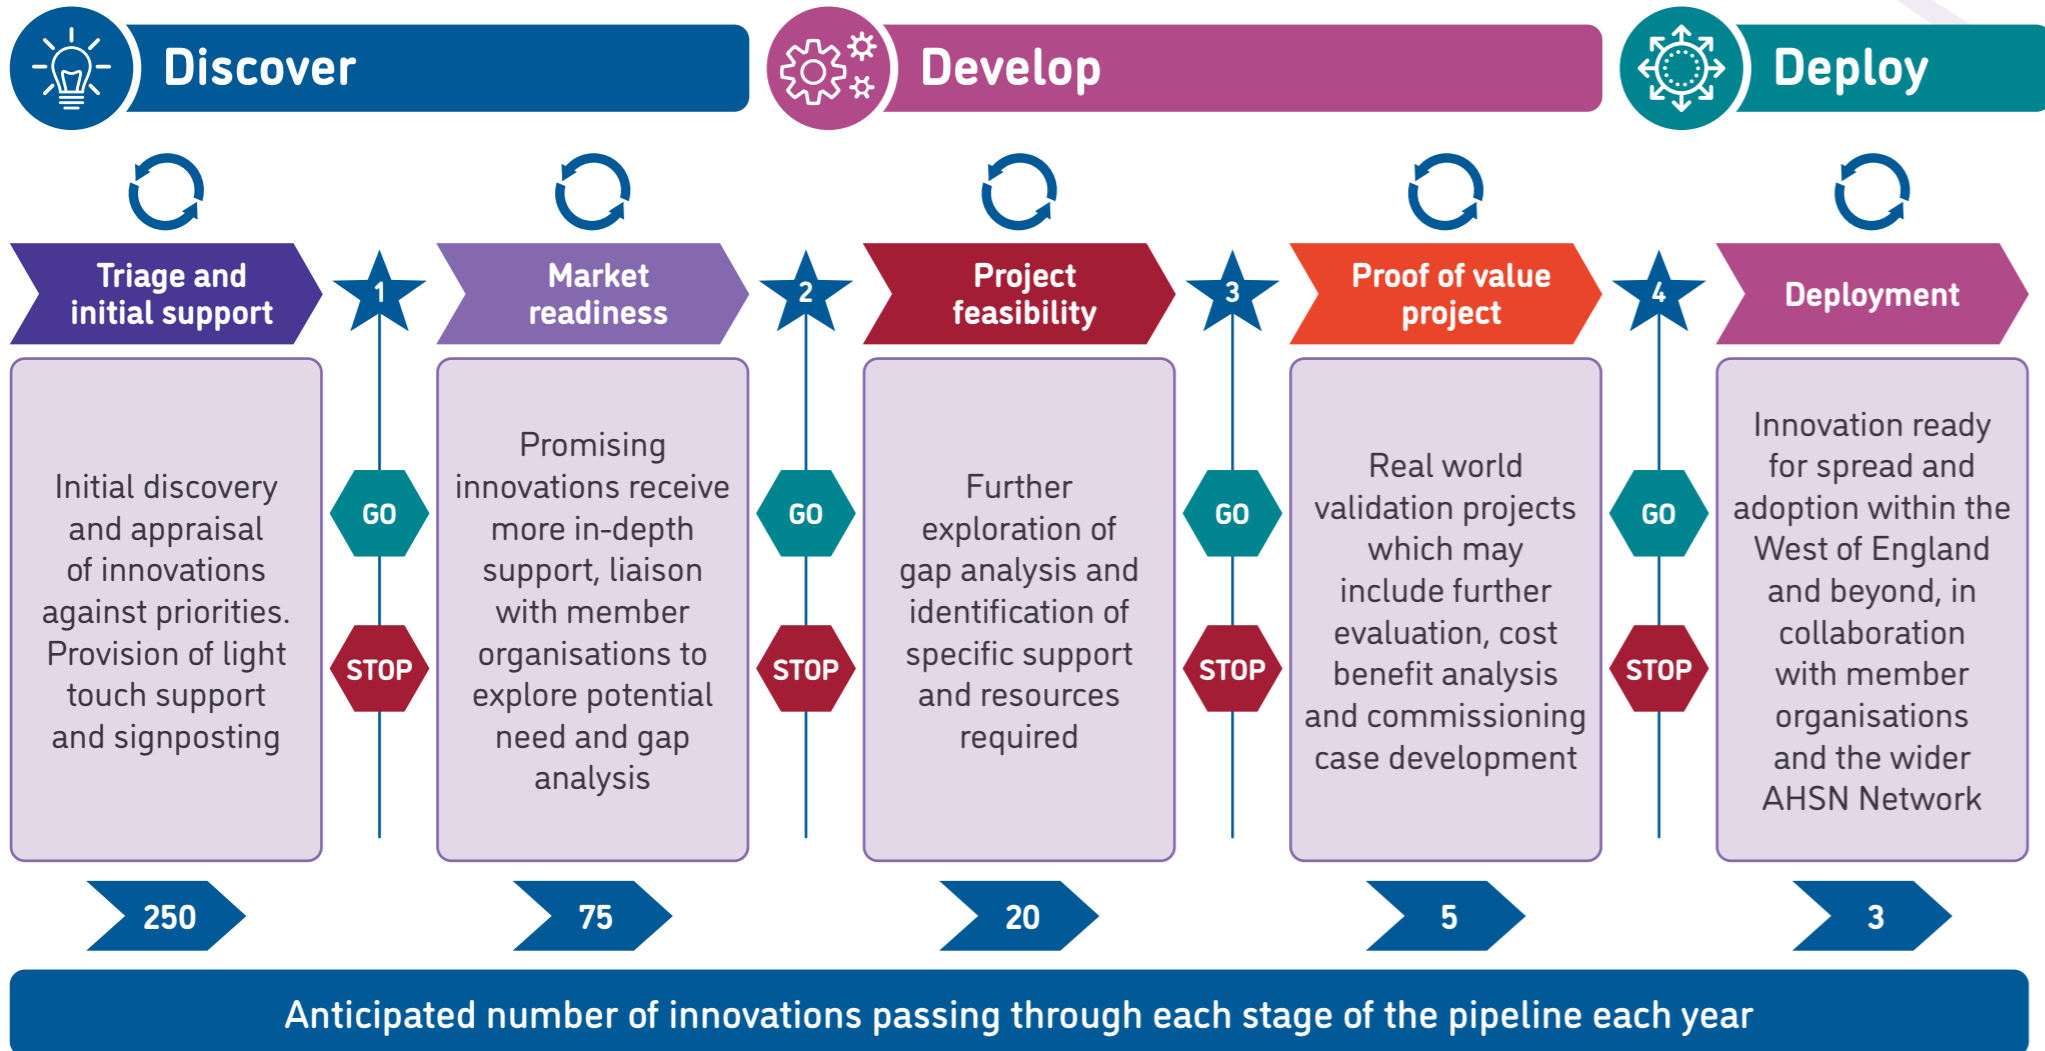 Discover
Develop
Deploy
Triage and
initial support
1
Market
readiness
2
Project
feasibility
3
Proof of value
project
4
Deployment
Initial discovery
and appraisal
of innovations
against priorities.
Provision of light
touch support
and signposting
GO
STOP
Promising
innovations receive
more in-depth
support, liaison
with member
organisations to
explore potential
need and gap
analysis
GO
STOP
Further
exploration of
gap analysis and
identification of
specific support
and resources
required
GO
STOP
Real world
validation projects
which may
include further
evaluation, cost
benefit analysis
and commissioning
case development
GO
STOP
Innovation ready
for spread and
adoption within the
West of England
and beyond, in
collaboration
with member
organisations
and the wider
AHSN Network
250
75
20
5
3
Anticipated number of innovations passing through each stage of the pipeline each year